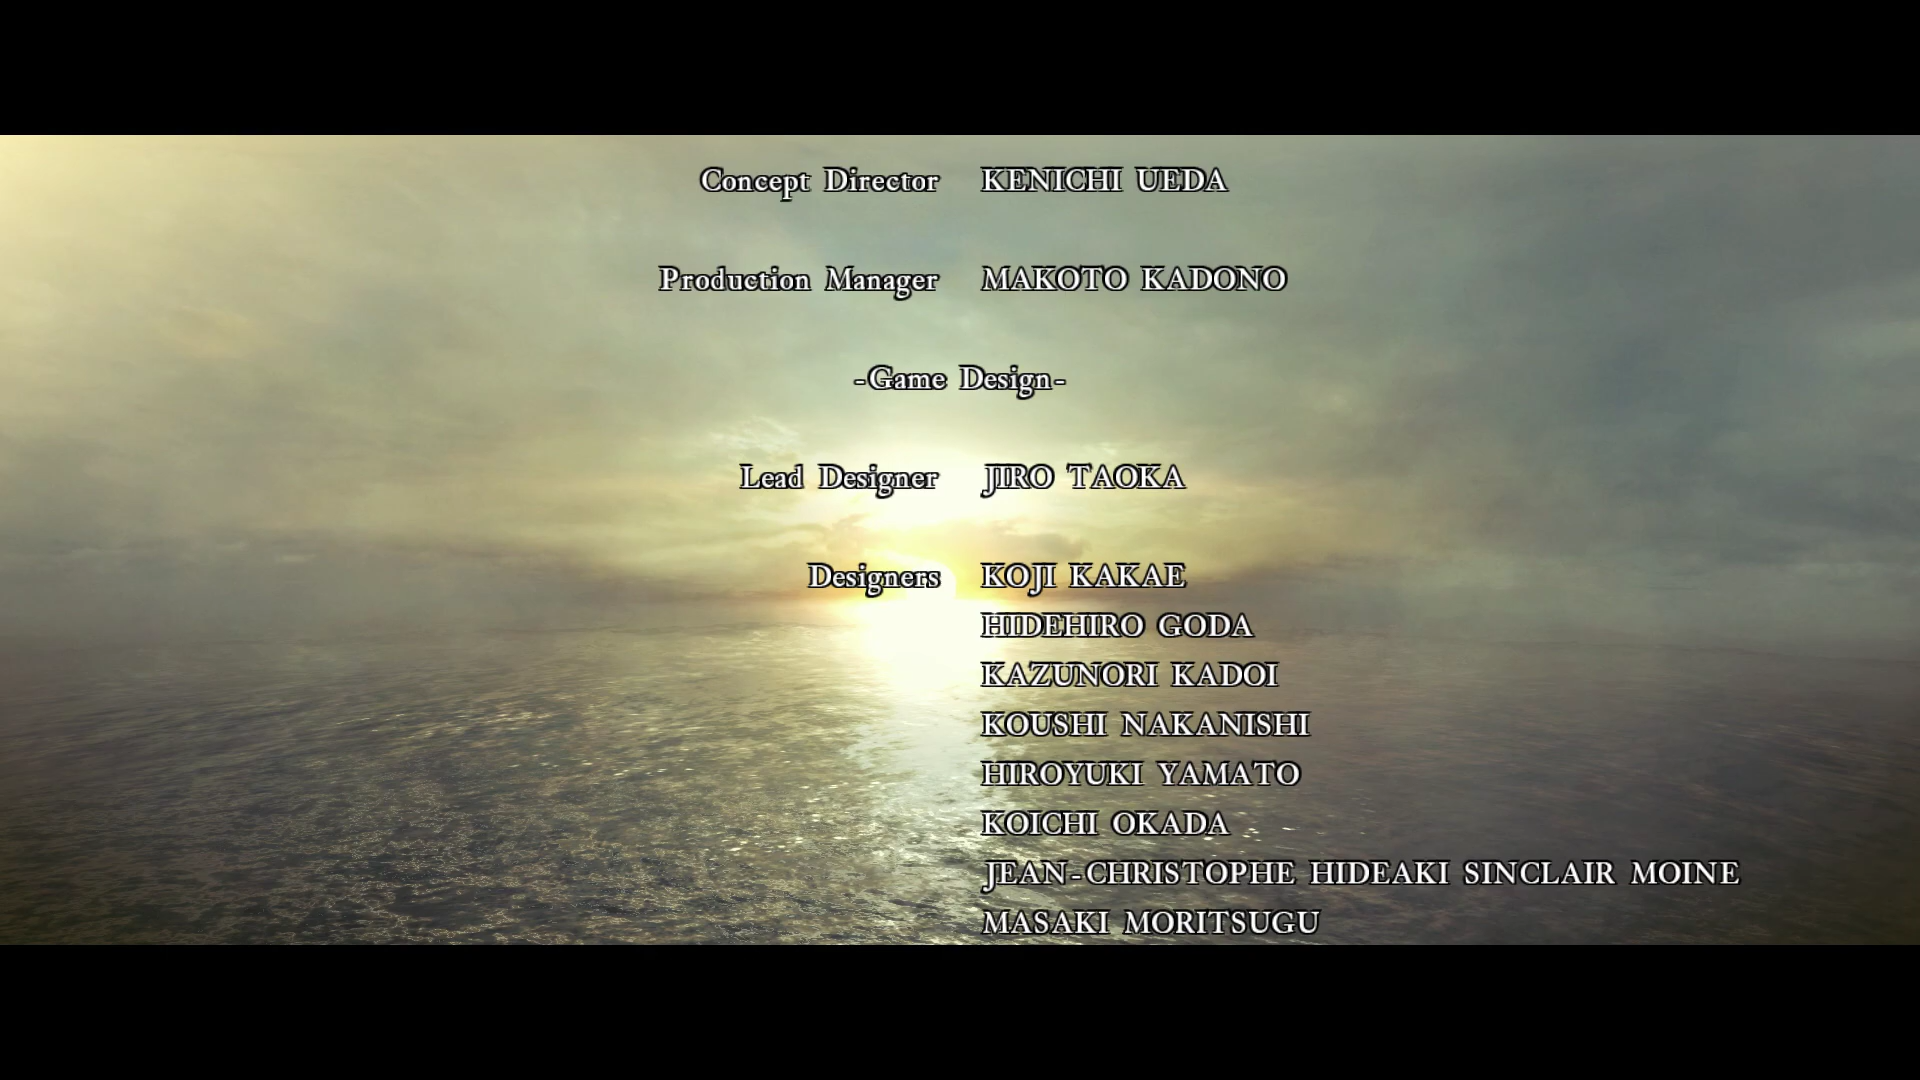 Concept Director KENICHI UEDA
Production Manager MAKOTO KADONO
-Game Design-
Lead Designer JIRO TAOKA
Designers KOJI KAKAE
HIDEHIRO GODA
KAZUNORI KADOI
KOUSHI NAKANISHI
HIROYUKI YAMATO
KOICHI OKADA
JEAN-CHRISTOPHE HIDEAKI SINCLAIR MOINE
MASAKI MORITSUGU